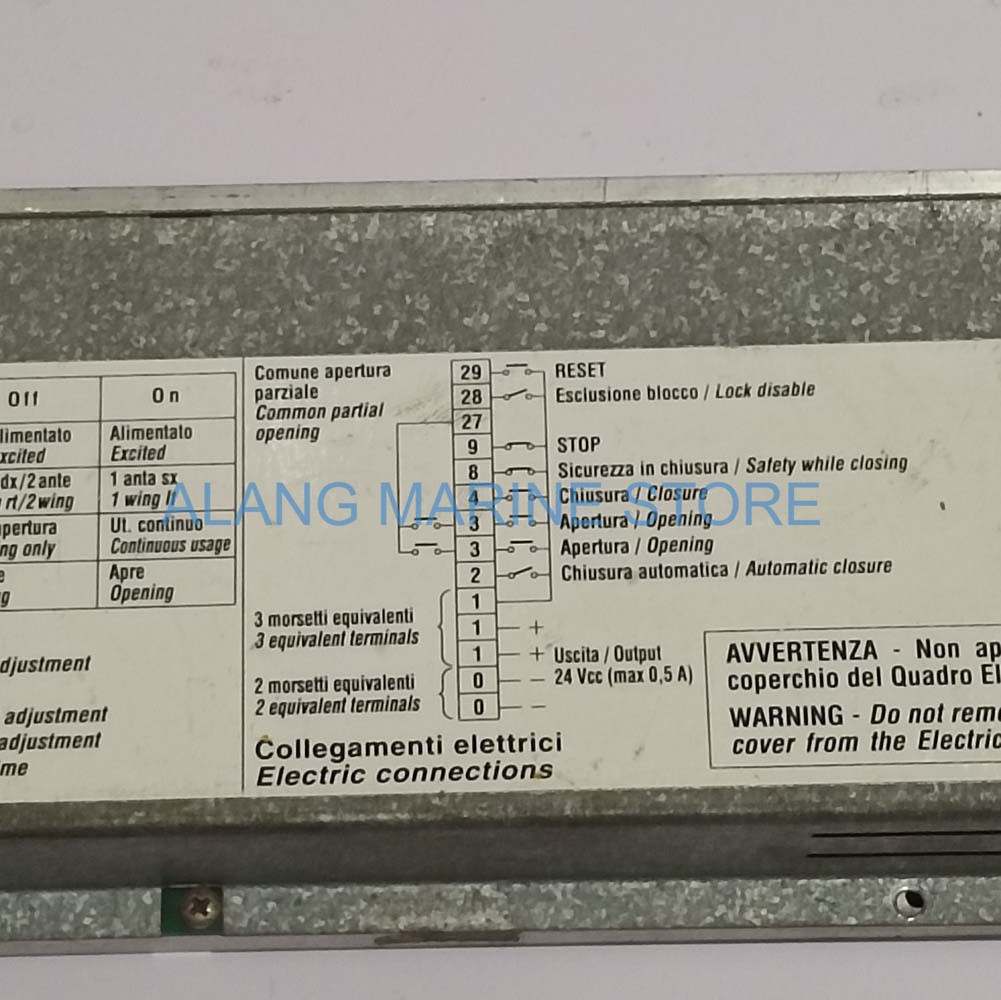 Off
On
limentato
xcited
Alimentato
Excited
dx/2 ante
rt/2 wing
1 anta sx
1 wing
pertura
ng only
Ut. continuo
Continuous usage
e
g
Apre
Opening
djustment
adjustment
adjustment
me
Comune apertura
parziale
Common partial
opening
29 RESET
28 Esclusione blocco / Lock disable
27
9 STOP
8 Sicurezza in chiusura / Safety while closing
4 Chiusura / Closure
3 Apertura / Opening
3 Apertura / Opening
2 Chiusura automatica / Automatic closure
1
3 morsetti equivalenti
3 equivalent terminals
1 +
1 + Uscita / Output
0 - 24 Vcc (max 0,5 A)
0 -
2 morsetti equivalenti
2 equivalent terminals
Collegamenti elettrici
Electric connections
AVVERTENZA - Non ap
coperchio del Quadro El
WARNING - Do not remo
cover from the Electric
ALANG MARINE STORE